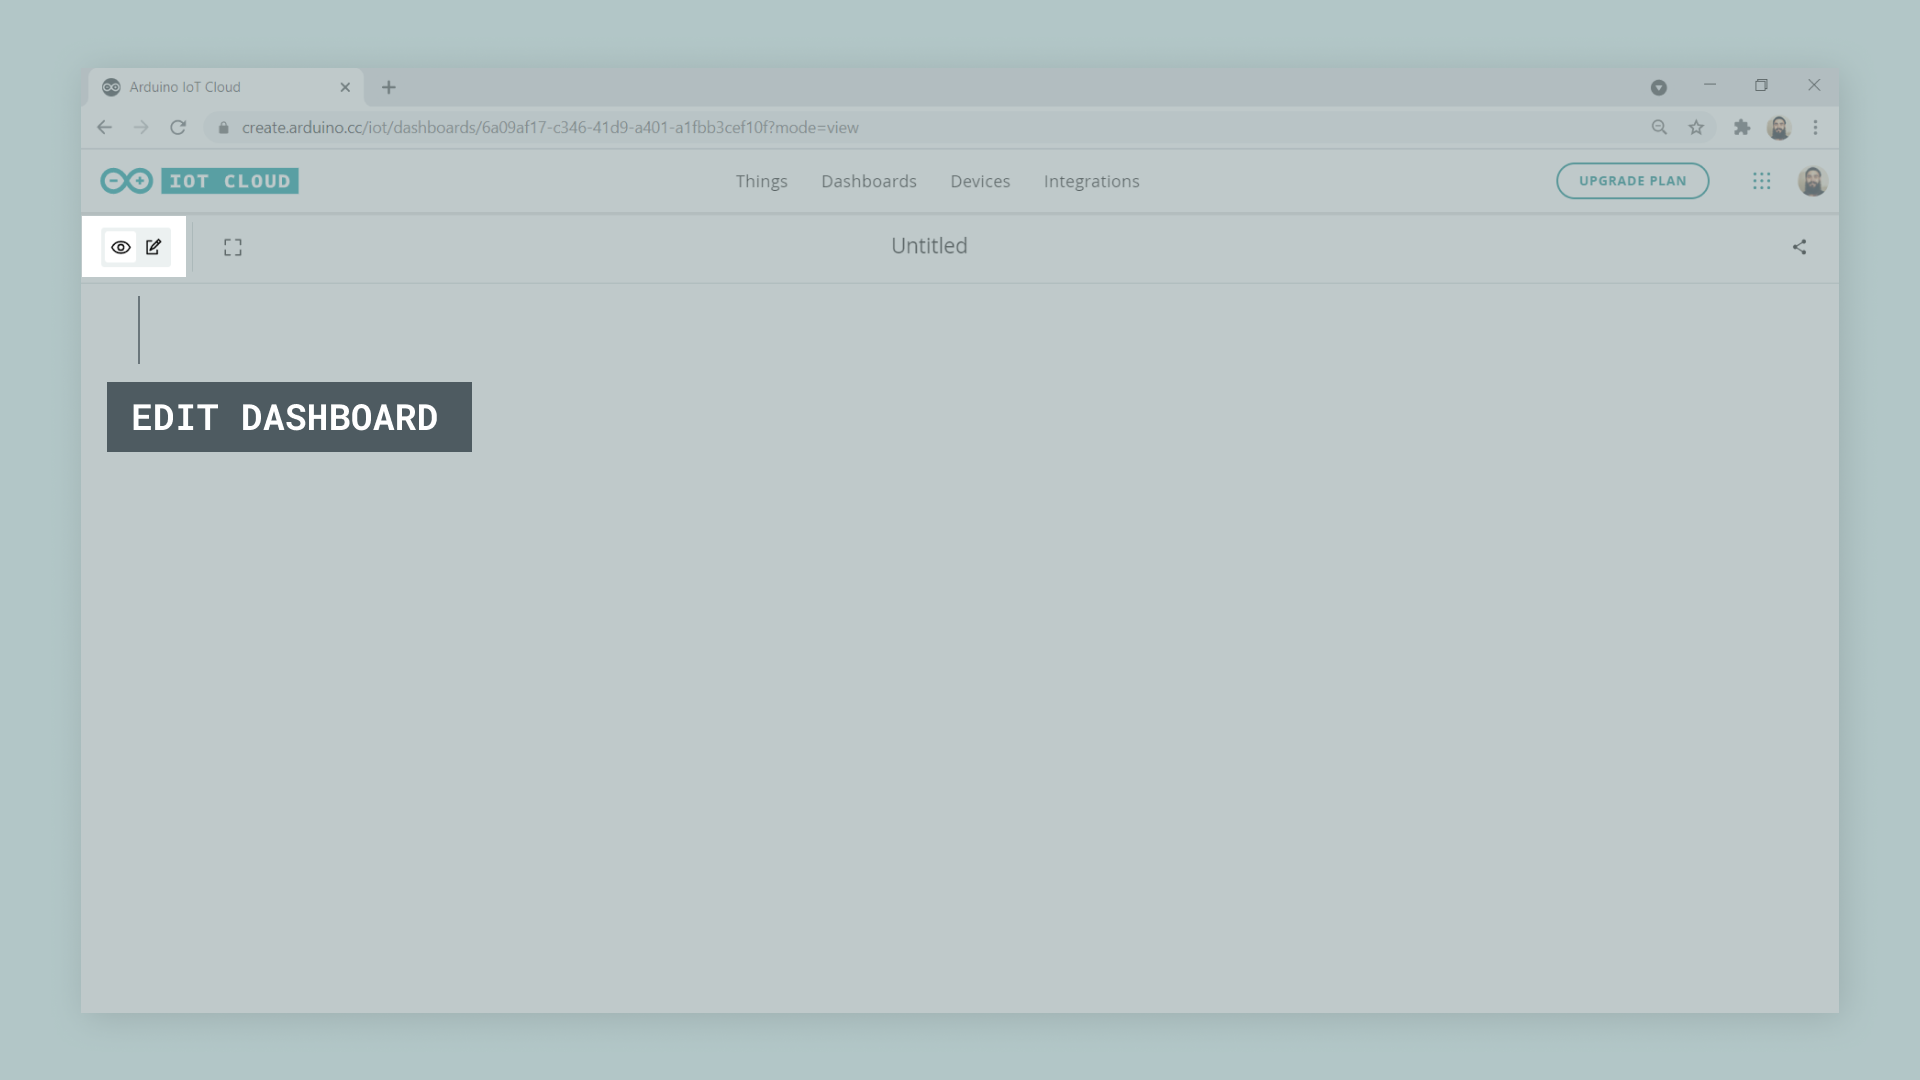 Arduino IoT Cloud
create.arduino.cc/iot/dashboards/6a09af17-c346-41d9-a401-a1fbb3cef10f?mode=view
IOT CLOUD
Things
Dashboards
Devices
Integrations
UPGRADE PLAN
Untitled
EDIT DASHBOARD